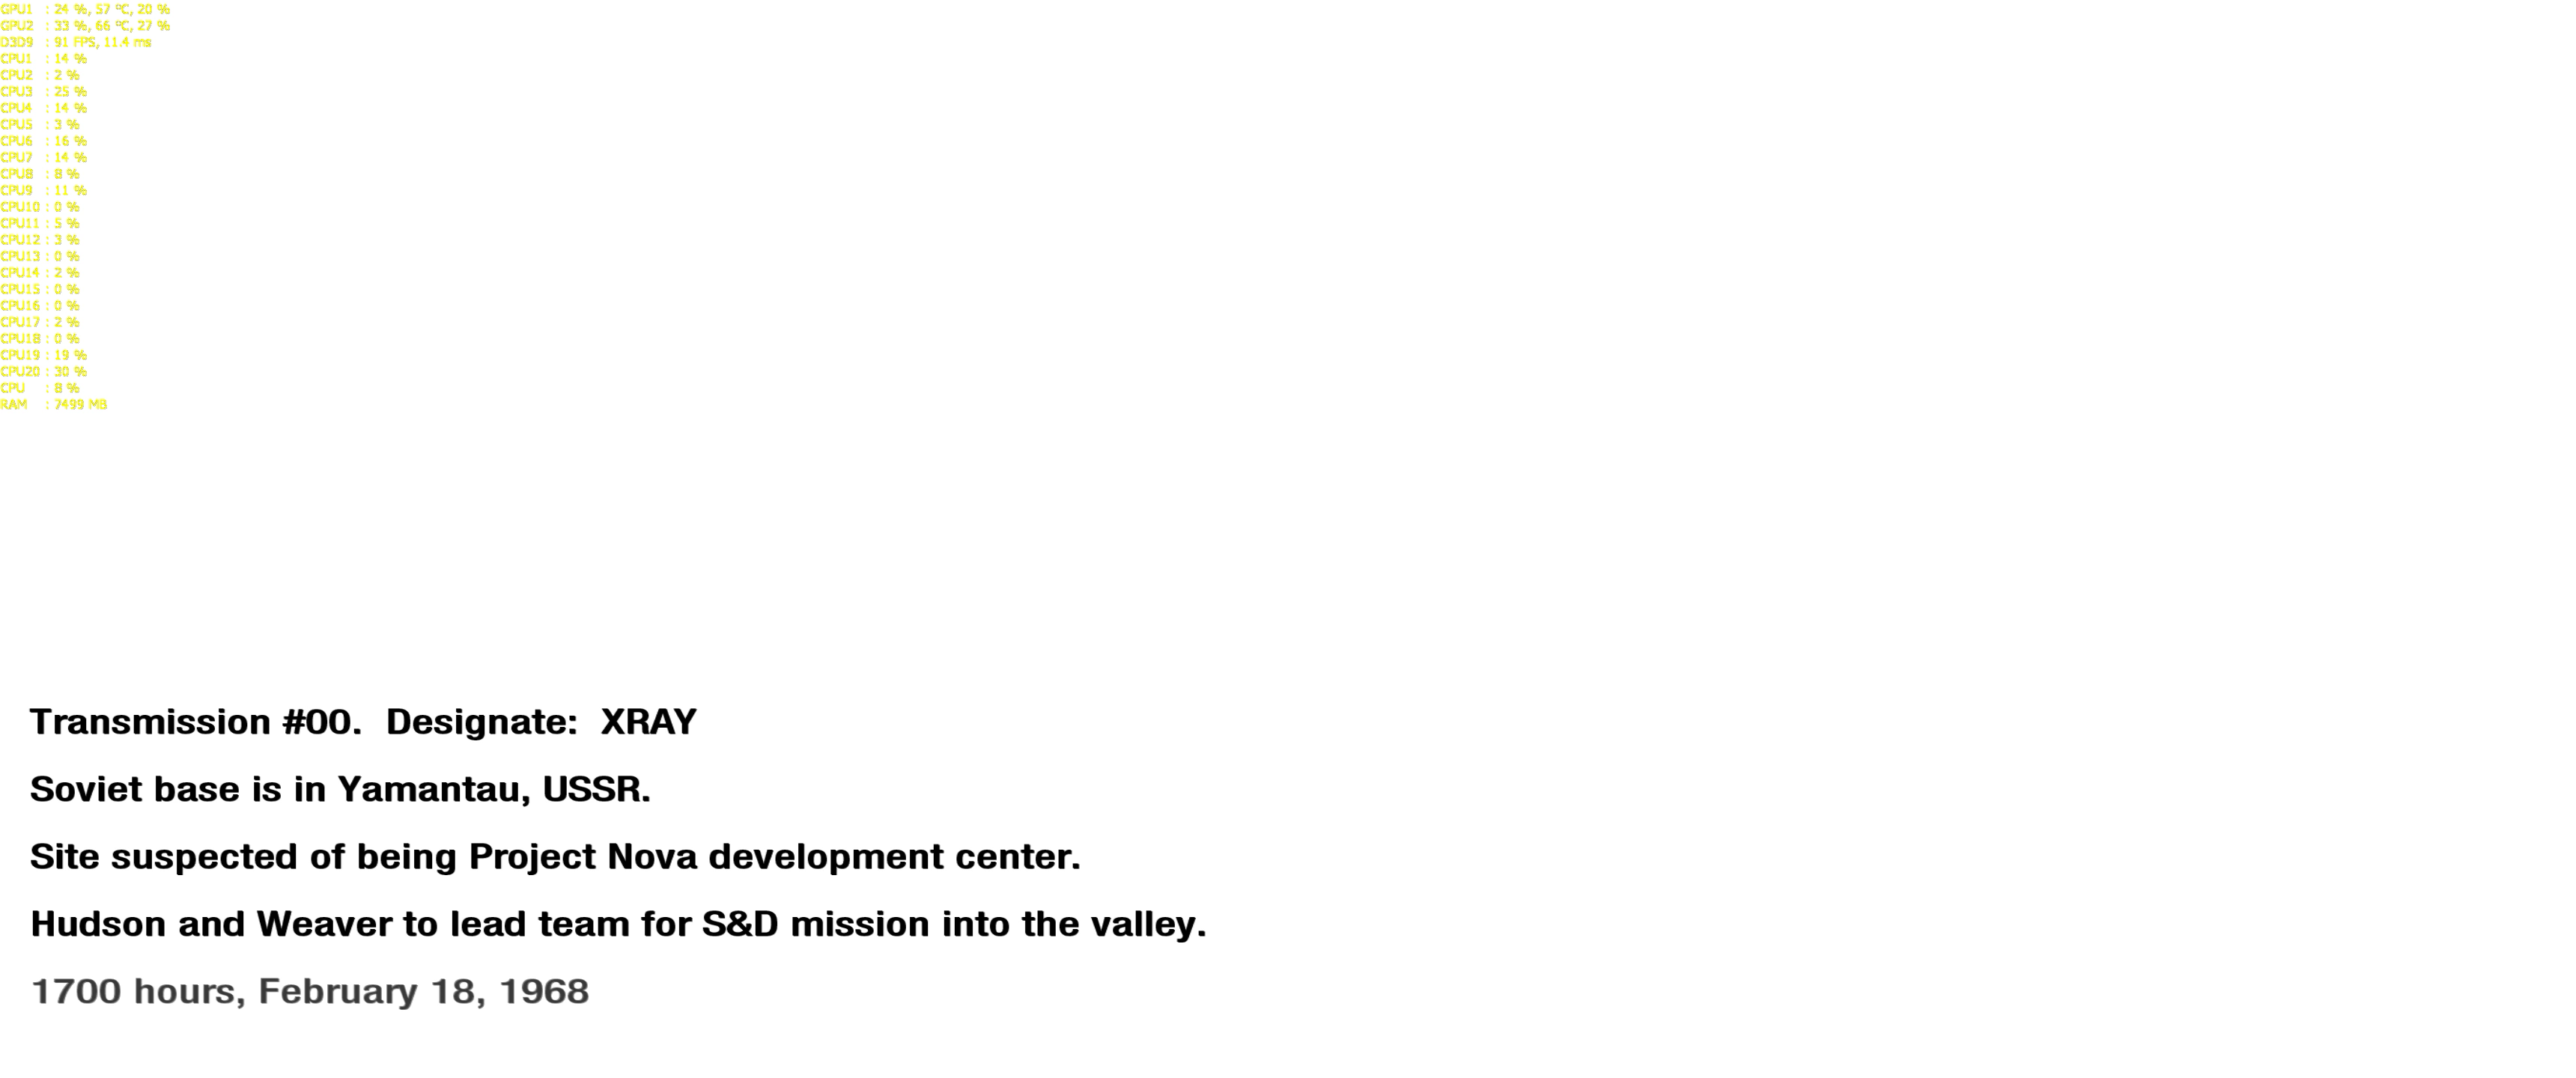 GPU1 : 24 %, 57 °C, 20 %
GPU2 : 33 %, 66 °C, 27 %
D3D9 : 91 FPS, 11.4 ms
CPU1 : 14 %
CPU2 : 2 %
CPU3 : 25 %
CPU4 : 14 %
CPU5 : 3 %
CPU6 : 16 %
CPU7 : 14 %
CPU8 : 8 %
CPU9 : 11 %
CPU10 : 0 %
CPU11 : 5 %
CPU12 : 3 %
CPU13 : 0 %
CPU14 : 2 %
CPU15 : 0 %
CPU16 : 0 %
CPU17 : 2 %
CPU18 : 0 %
CPU19 : 19 %
CPU20 : 30 %
CPU : 8 %
RAM : 7499 MB
Transmission #00. Designate: XRAY
Soviet base is in Yamantau, USSR.
Site suspected of being Project Nova development center.
Hudson and Weaver to lead team for S&D mission into the valley.
1700 hours, February 18, 1968